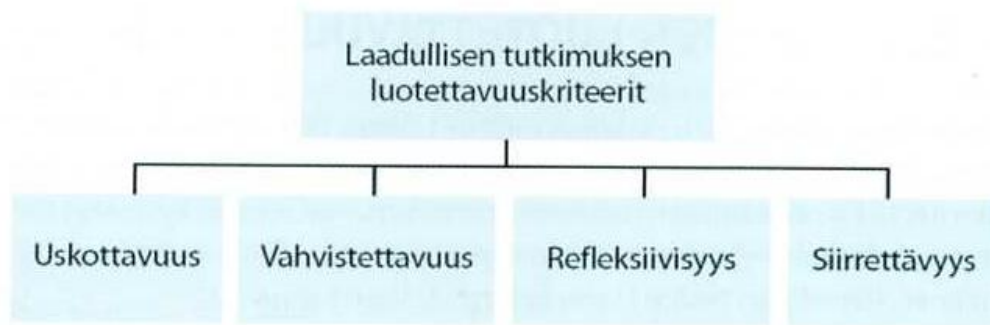 Laadullisen tutkimuksen
luotettavuuskriteerit
Uskottavuus
Vahvistettavuus
Refleksiivisyys
Siirrettävyys